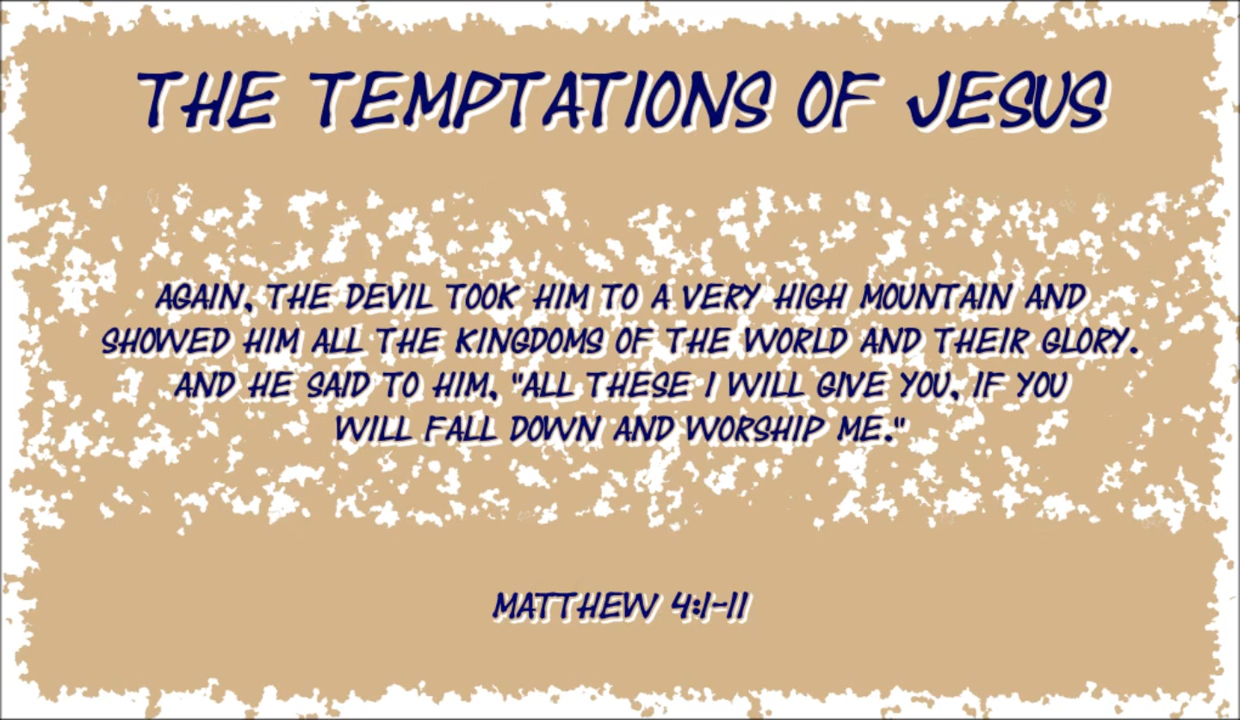 THE TEMPTATIONS OF JESUS
AGAIN, THE DEVIL TOOK HIM TO A VERY HIGH MOUNTAIN AND
SHOWED HIM ALL THE KINGDOMS OF THE WORLD AND THEIR GLORY.
AND HE SAID TO HIM, "ALL THESE I WILL GIVE YOU, IF YOU
WILL FALL DOWN AND WORSHIP ME."
MATTHEW 4:1-11